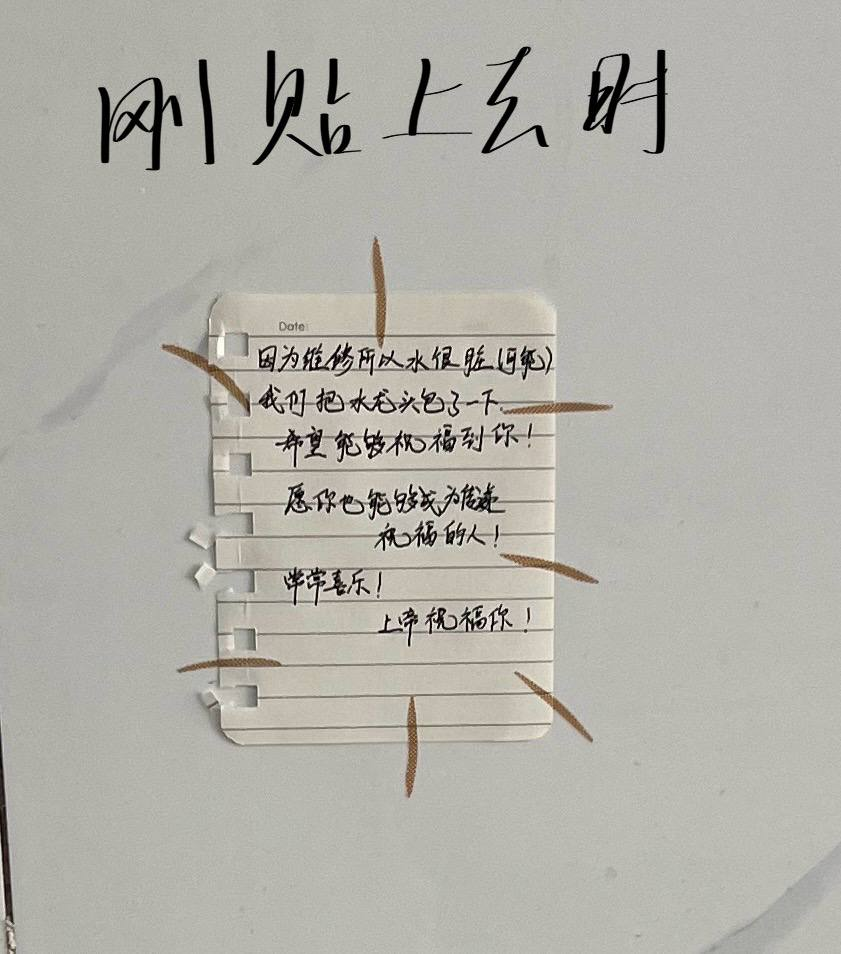 刚贴上去时
Date:
因为维修所以水很脏(可能)
我们把水龙头包了一下.
希望能够祝福到你!
愿你也能够成为传递
祝福的人!
常常喜乐!
上帝祝福你!